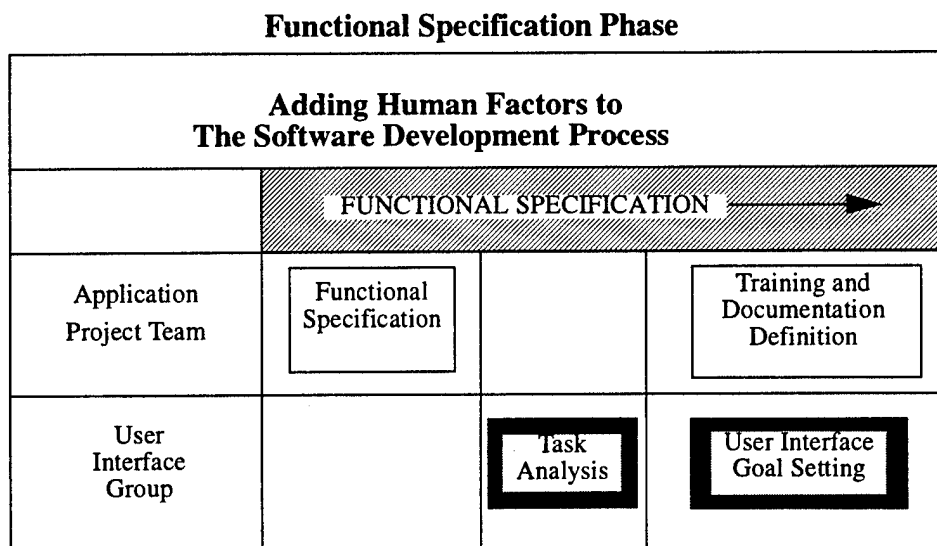 Functional Specification Phase
Adding Human Factors to
The Software Development Process
FUNCTIONAL SPECIFICATION
Application
Project Team
Functional
Specification
Training and
Documentation
Definition
User
Interface
Group
Task
Analysis
User Interface
Goal Setting